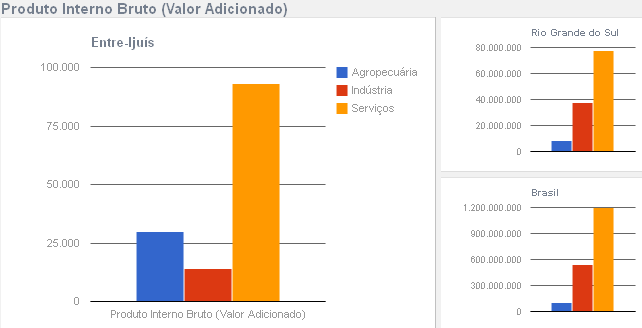 Produto Interno Bruto (Valor Adicionado)
Entre-Ijuís
100.000
75.000
50.000
25.000
0
Produto Interno Bruto (Valor Adicionado)
Agropecuária
Indústria
Serviços
Rio Grande do Sul
80.000.000
60.000.000
40.000.000
20.000.000
0
Brasil
1.200.000.000
900.000.000
600.000.000
300.000.000
0